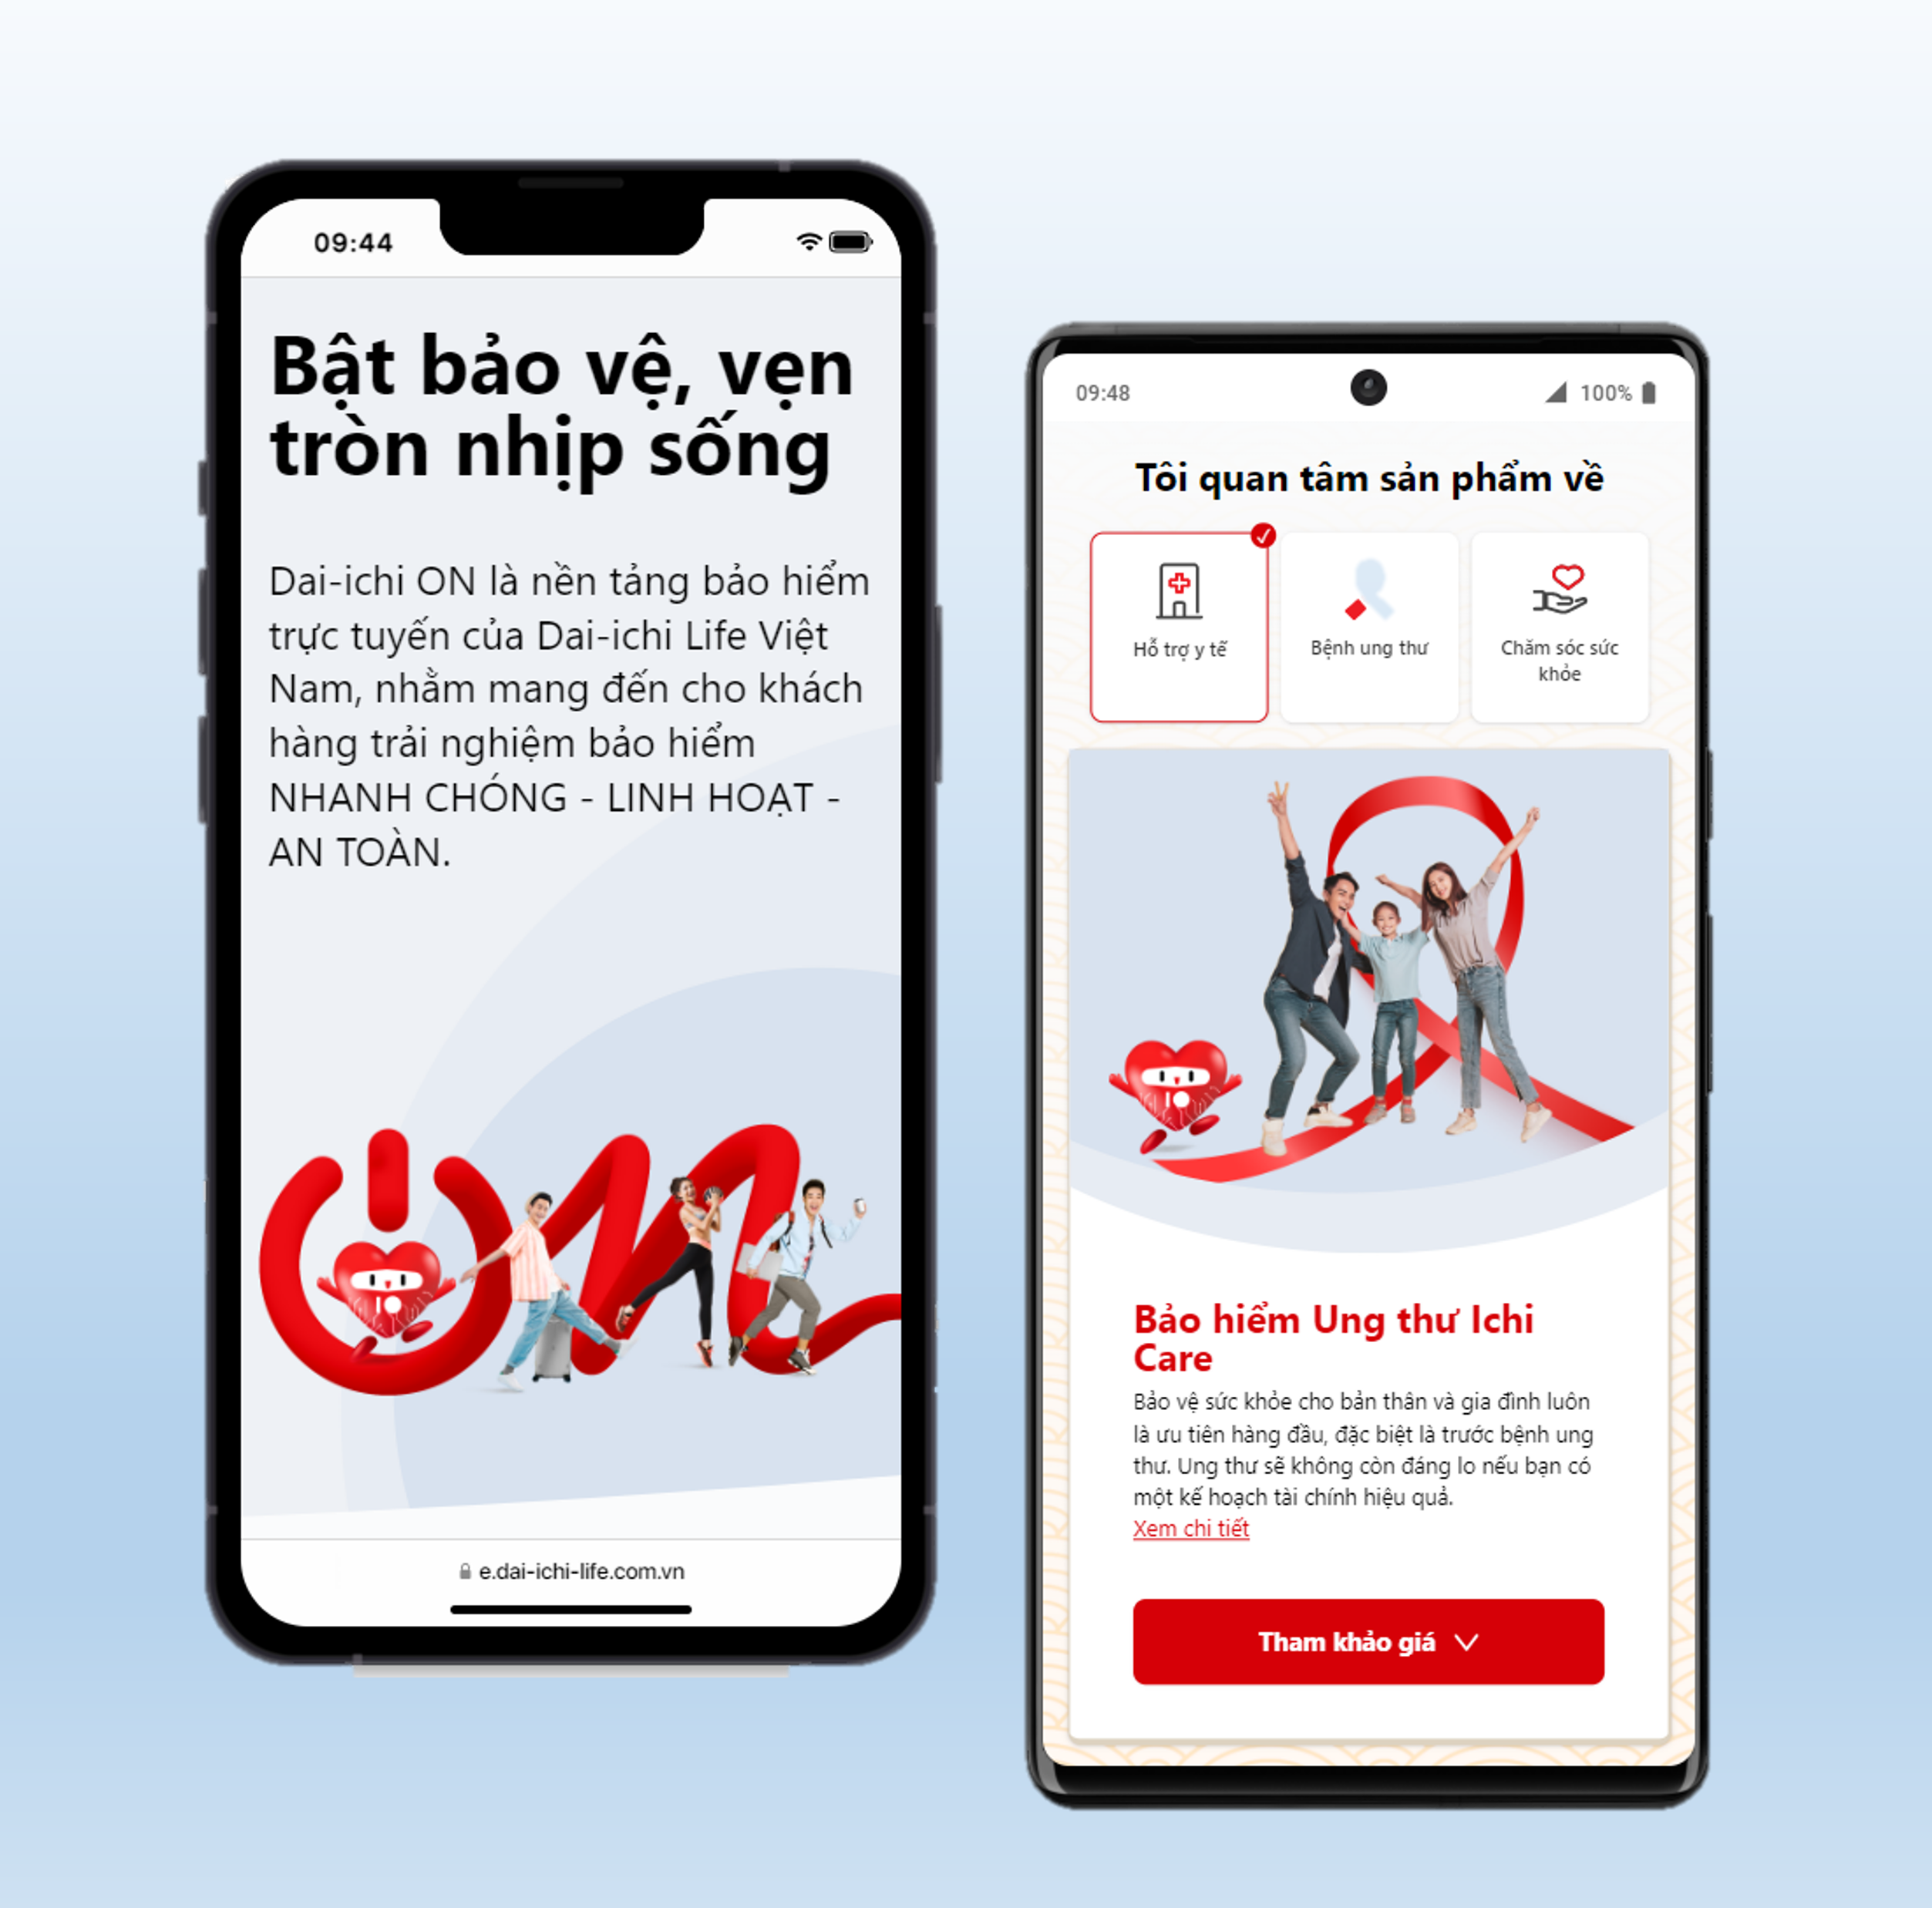 09:44
Bật bảo vệ, vẹn
tròn nhịp sống
Dai-ichi ON là nền tảng bảo hiểm
trực tuyến của Dai-ichi Life Việt
Nam, nhằm mang đến cho khách
hàng trải nghiệm bảo hiểm
NHANH CHÓNG - LINH HOẠT -
AN TOÀN.
On
e.dai-ichi-life.com.vn
09:48
100%
Tôi quan tâm sản phẩm về
Hỗ trợ y tế
Bệnh ung thư
Chăm sóc sức
khỏe
Bảo hiểm Ung thư Ichi
Care
Bảo vệ sức khỏe cho bản thân và gia đình luôn
là ưu tiên hàng đầu, đặc biệt là trước bệnh ung
thư. Ung thư sẽ không còn đáng lo nếu bạn có
một kế hoạch tài chính hiệu quả.
Xem chi tiết
Tham khảo giá